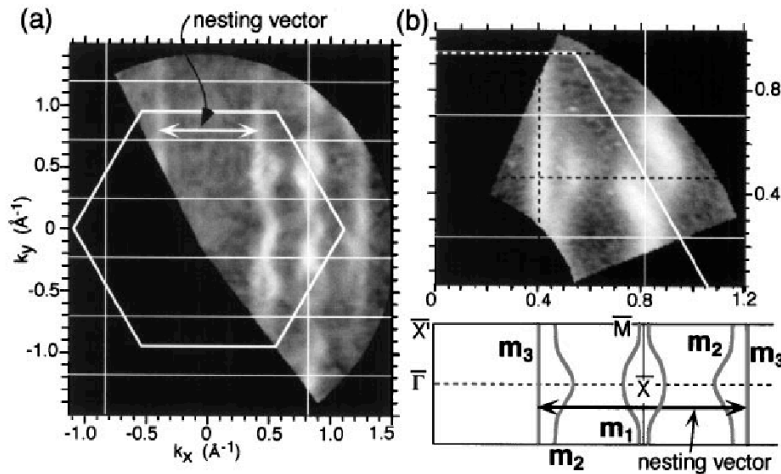 (a)
nesting vector
(b)
1.0
0.5
0
-0.5
-1.0
ky (Å-1)
-1.0
-0.5
0
0.5
1.0
1.5
kx (Å-1)
0.8
0.4
0
0.4
0.8
1.2
X̅'
M̅
m3
m2
m3
Γ̅
X̅
m1
m2
nesting vector